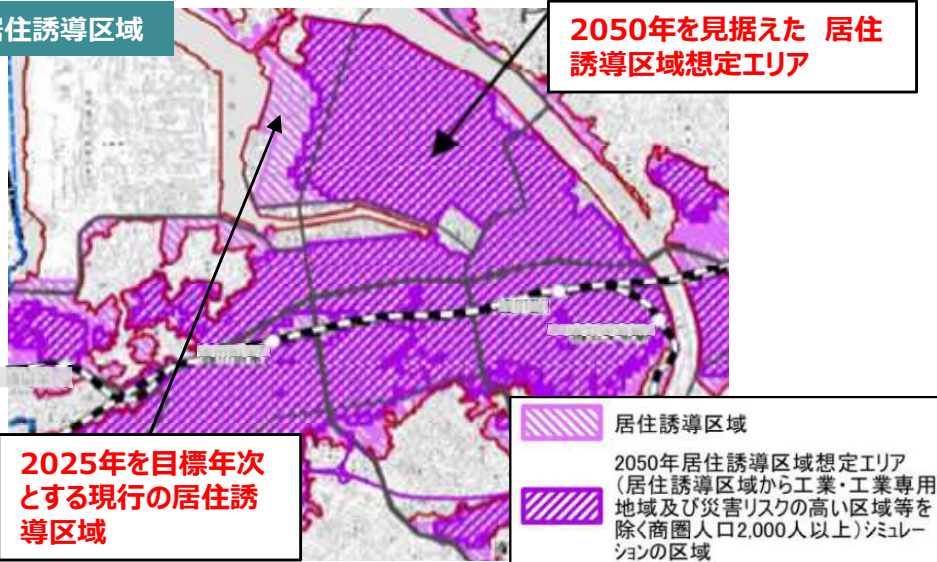 居住誘導区域
2050年を見据えた 居住
誘導区域想定エリア
2025年を目標年次
とする現行の居住誘
導区域
居住誘導区域
2050年居住誘導区域想定エリア
(居住誘導区域から工業・工業専用
地域及び災害リスクの高い区域等を
除く商圏人口2,000人以上)シミュレー
ションの区域